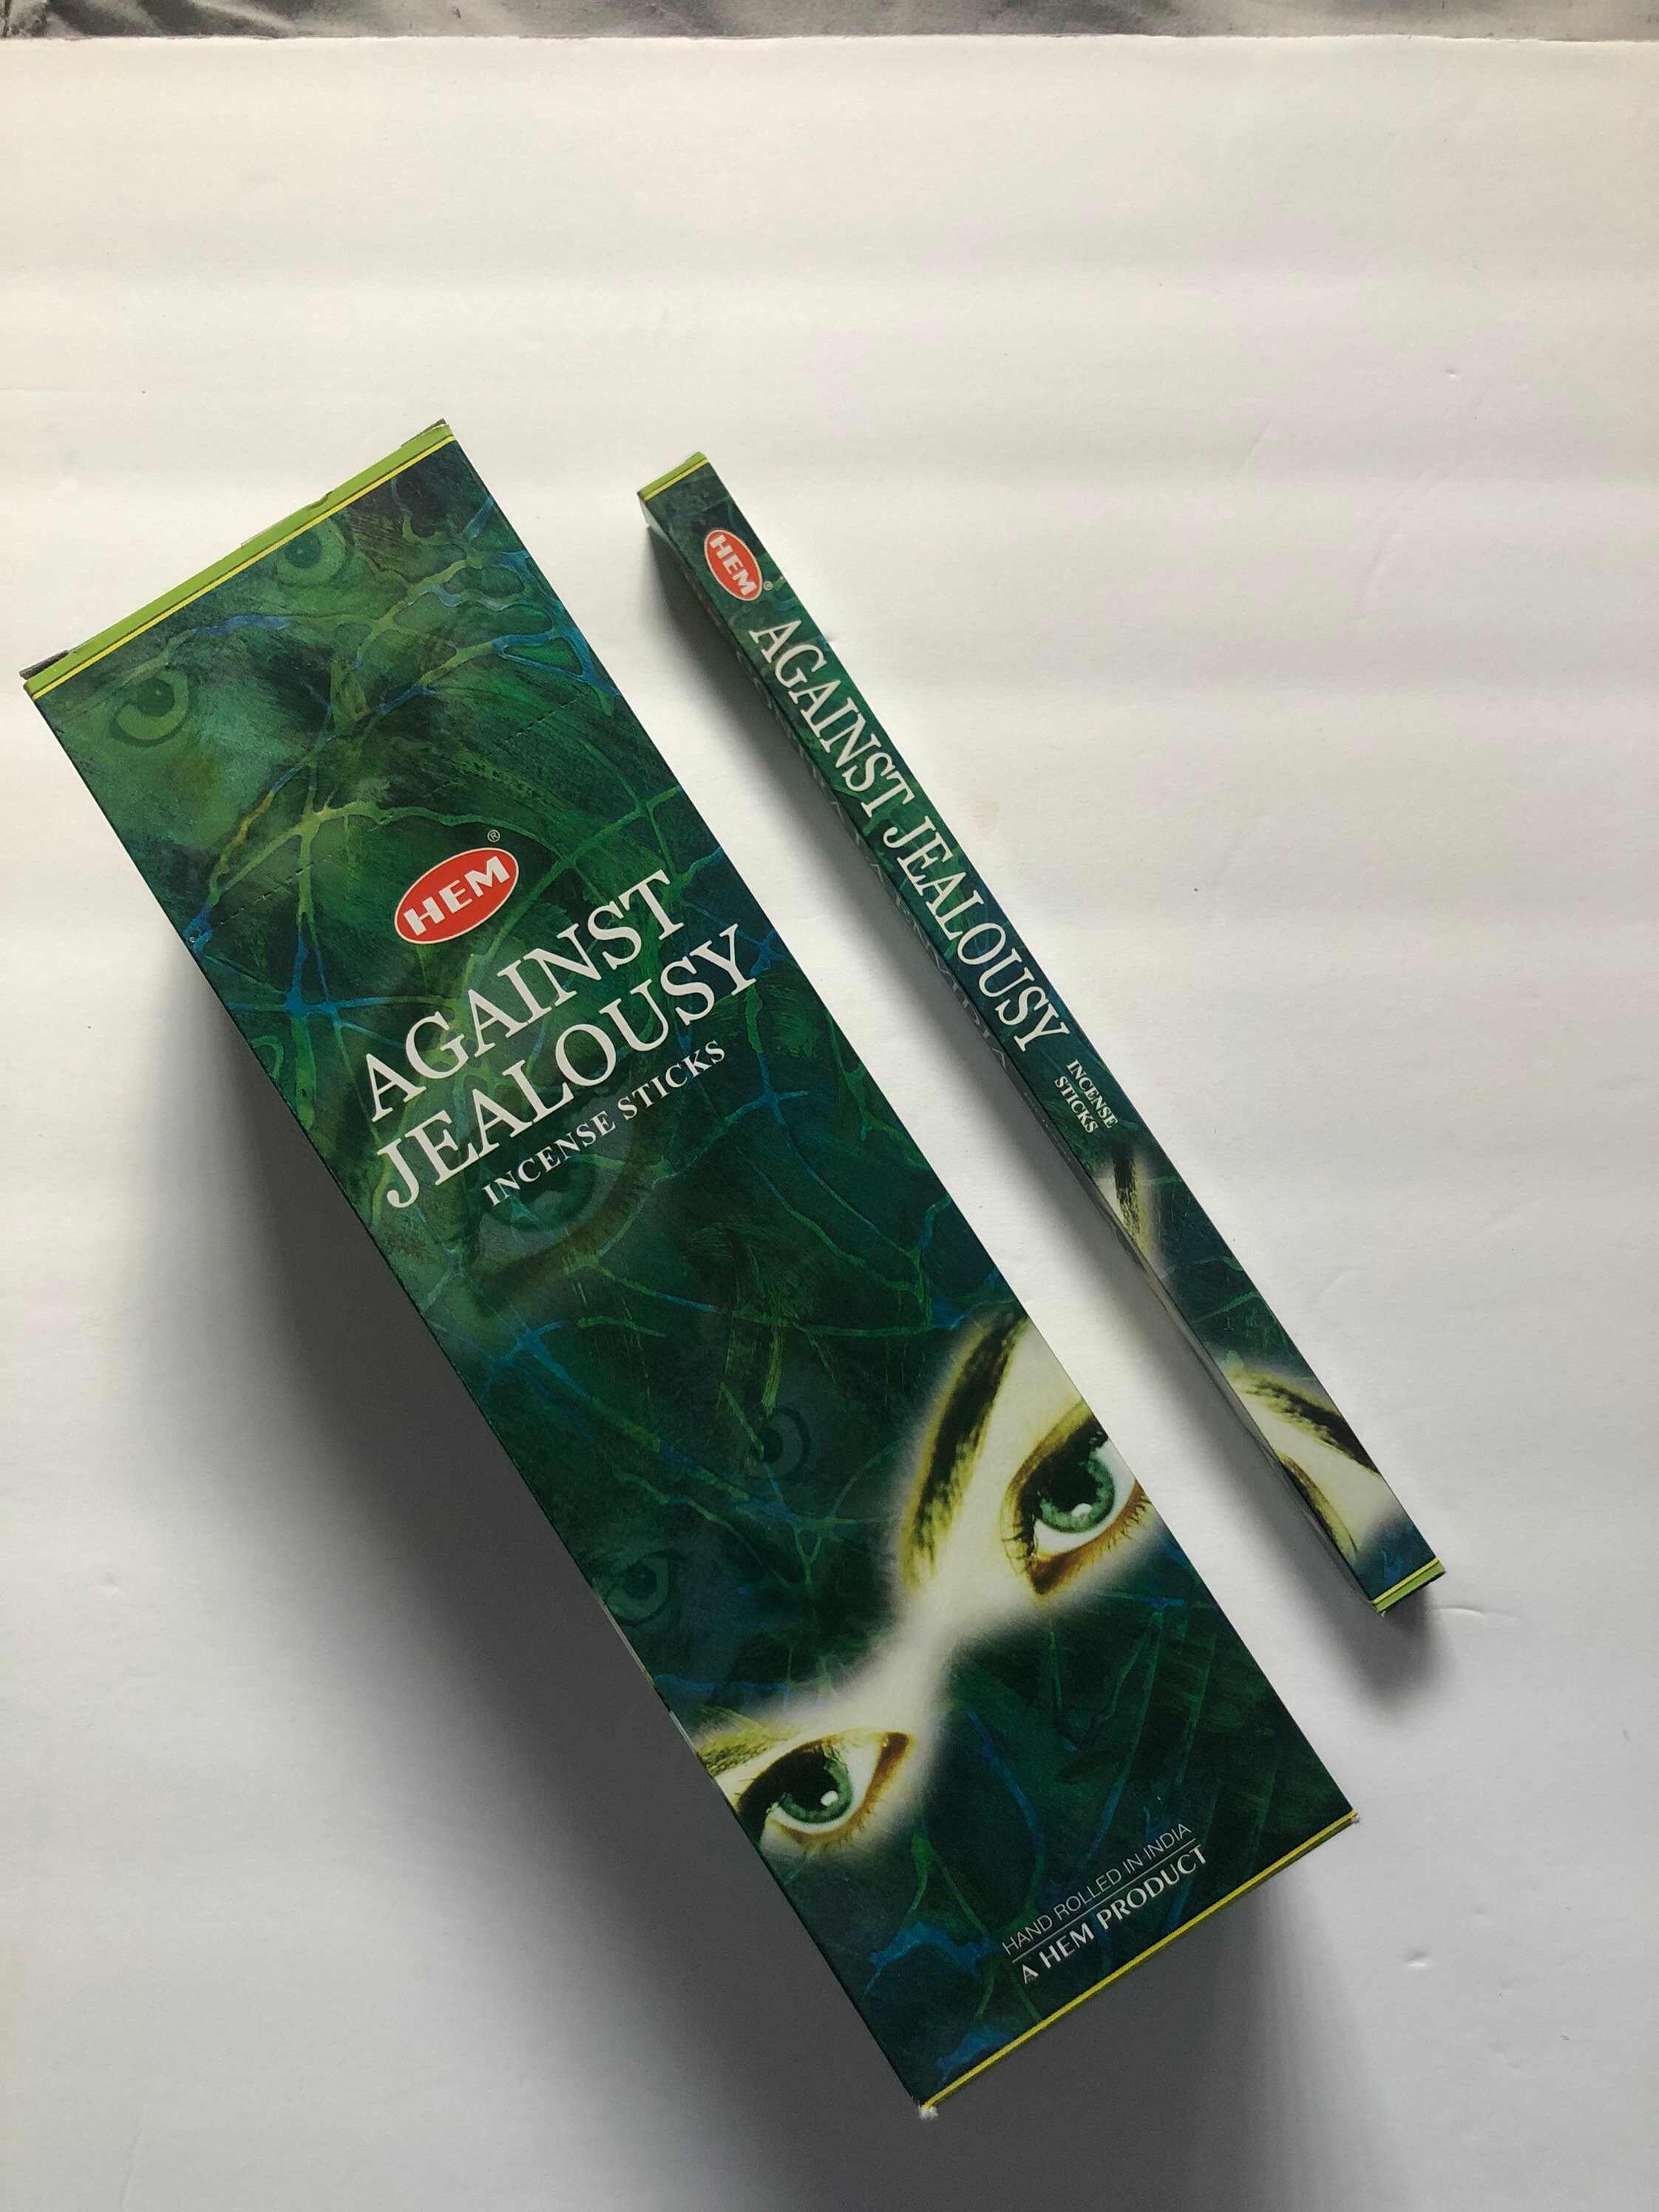 HEM®
AGAINST
JEALOUSY
INCENSE STICKS
HAND ROLLED IN INDIA
A HEM PRODUCT
HEM®
AGAINST JEALOUSY
INCENSE
STICKS